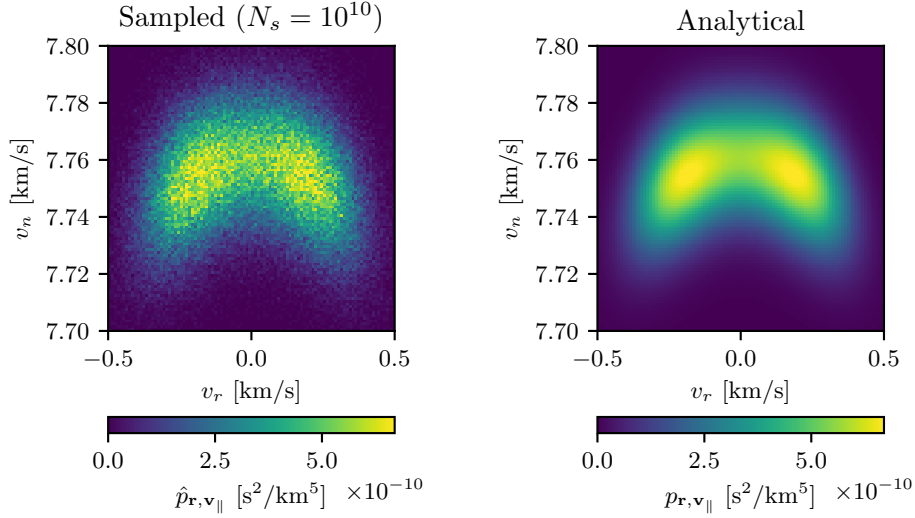 Sampled ($N_s = 10^{10}$)
7.80
7.78
7.76
7.74
7.72
7.70
$v_n$ [km/s]
−0.5 0.0 0.5
$v_r$ [km/s]
0.0 2.5 5.0
$\hat{p}_{\mathbf{r},\mathbf{v}_\parallel}$ [s$^2$/km$^5$] ×10$^{-10}$
Analytical
7.80
7.78
7.76
7.74
7.72
7.70
$v_n$ [km/s]
−0.5 0.0 0.5
$v_r$ [km/s]
0.0 2.5 5.0
$p_{\mathbf{r},\mathbf{v}_\parallel}$ [s$^2$/km$^5$] ×10$^{-10}$